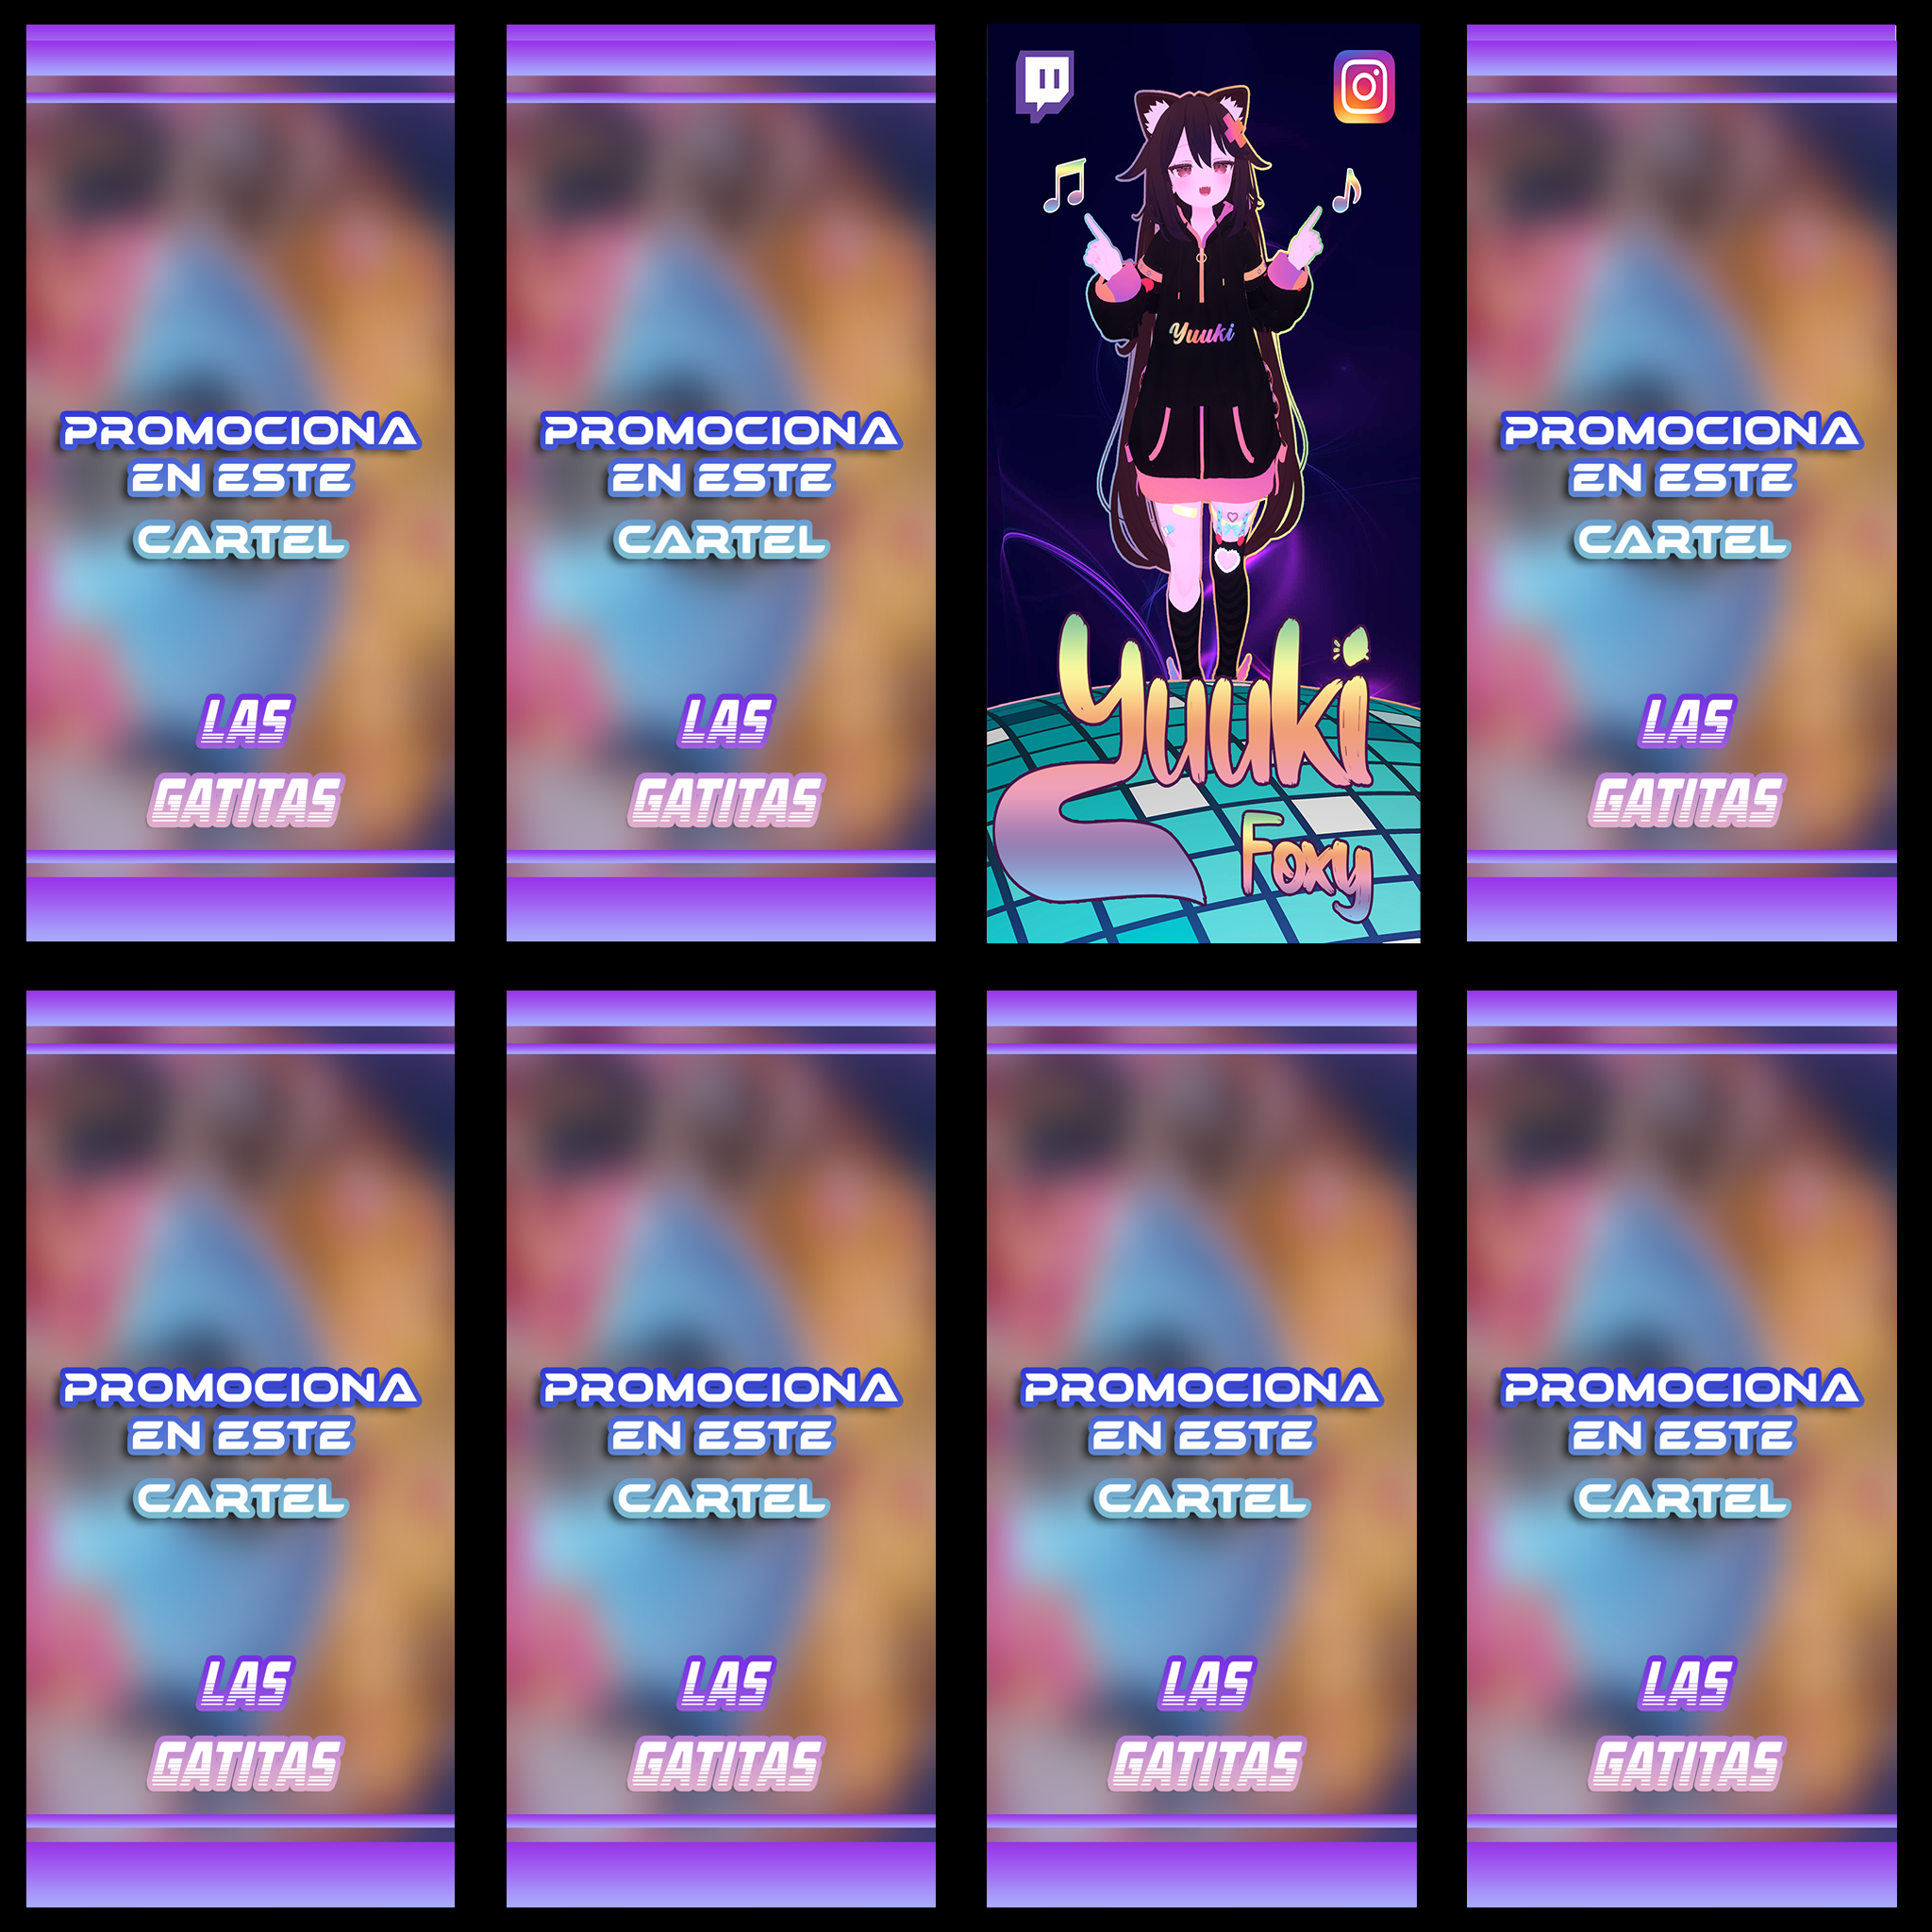 PROMOCIONA
EN ESTE
CARTEL
LAS
GATITAS
PROMOCIONA
EN ESTE
CARTEL
LAS
GATITAS
Yuuki
Yuuki
Foxy
PROMOCIONA
EN ESTE
CARTEL
LAS
GATITAS
PROMOCIONA
EN ESTE
CARTEL
LAS
GATITAS
PROMOCIONA
EN ESTE
CARTEL
LAS
GATITAS
PROMOCIONA
EN ESTE
CARTEL
LAS
GATITAS
PROMOCIONA
EN ESTE
CARTEL
LAS
GATITAS